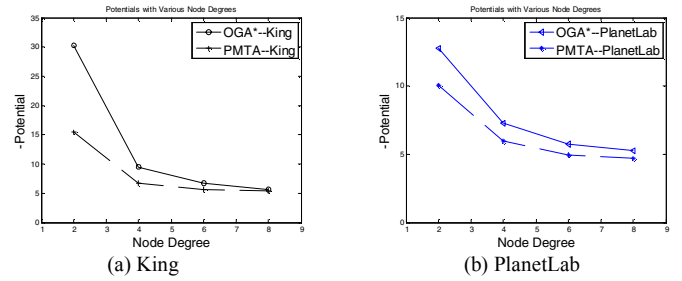 Potentials with Various Node Degrees
35
30
25
20
15
10
5
0
-Potential
OGA*--King
PMTA--King
1 2 3 4 5 6 7 8 9
Node Degree
(a) King
Potentials with Various Node Degrees
15
10
5
0
-Potential
OGA*--PlanetLab
PMTA--PlanetLab
1 2 3 4 5 6 7 8 9
Node Degree
(b) PlanetLab